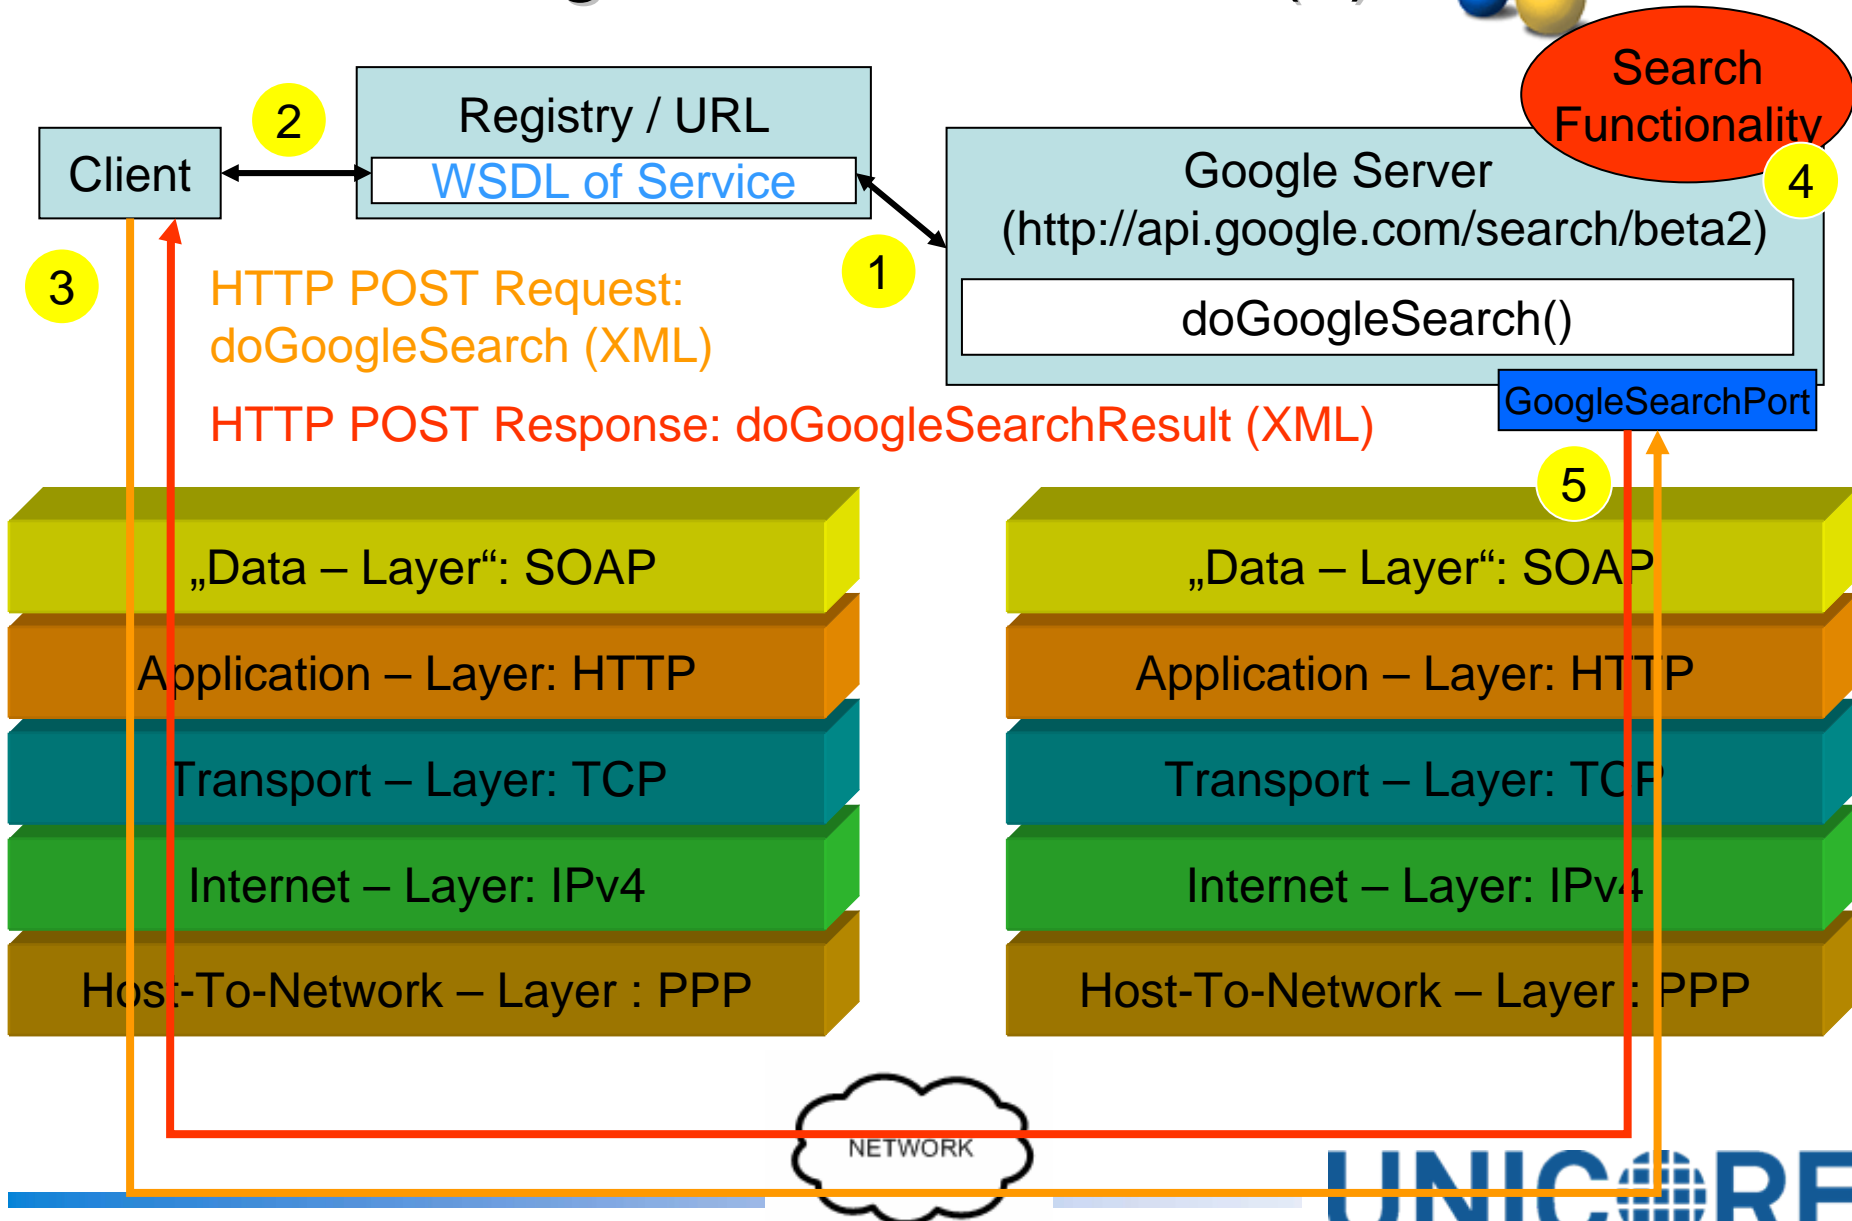 Search
Functionality
2
Registry / URL
Client
WSDL of Service
Google Server
4
(http://api.google.com/search/beta2)
3
1
HTTP POST Request:
doGoogleSearch (XML)
doGoogleSearch()
GoogleSearchPort
HTTP POST Response: doGoogleSearchResult (XML)
5
„Data – Layer“: SOAP
Application – Layer: HTTP
Transport – Layer: TCP
Internet – Layer: IPv4
Host-To-Network – Layer : PPP
„Data – Layer“: SOAP
Application – Layer: HTTP
Transport – Layer: TCP
Internet – Layer: IPv4
Host-To-Network – Layer : PPP
NETWORK
UNICORE